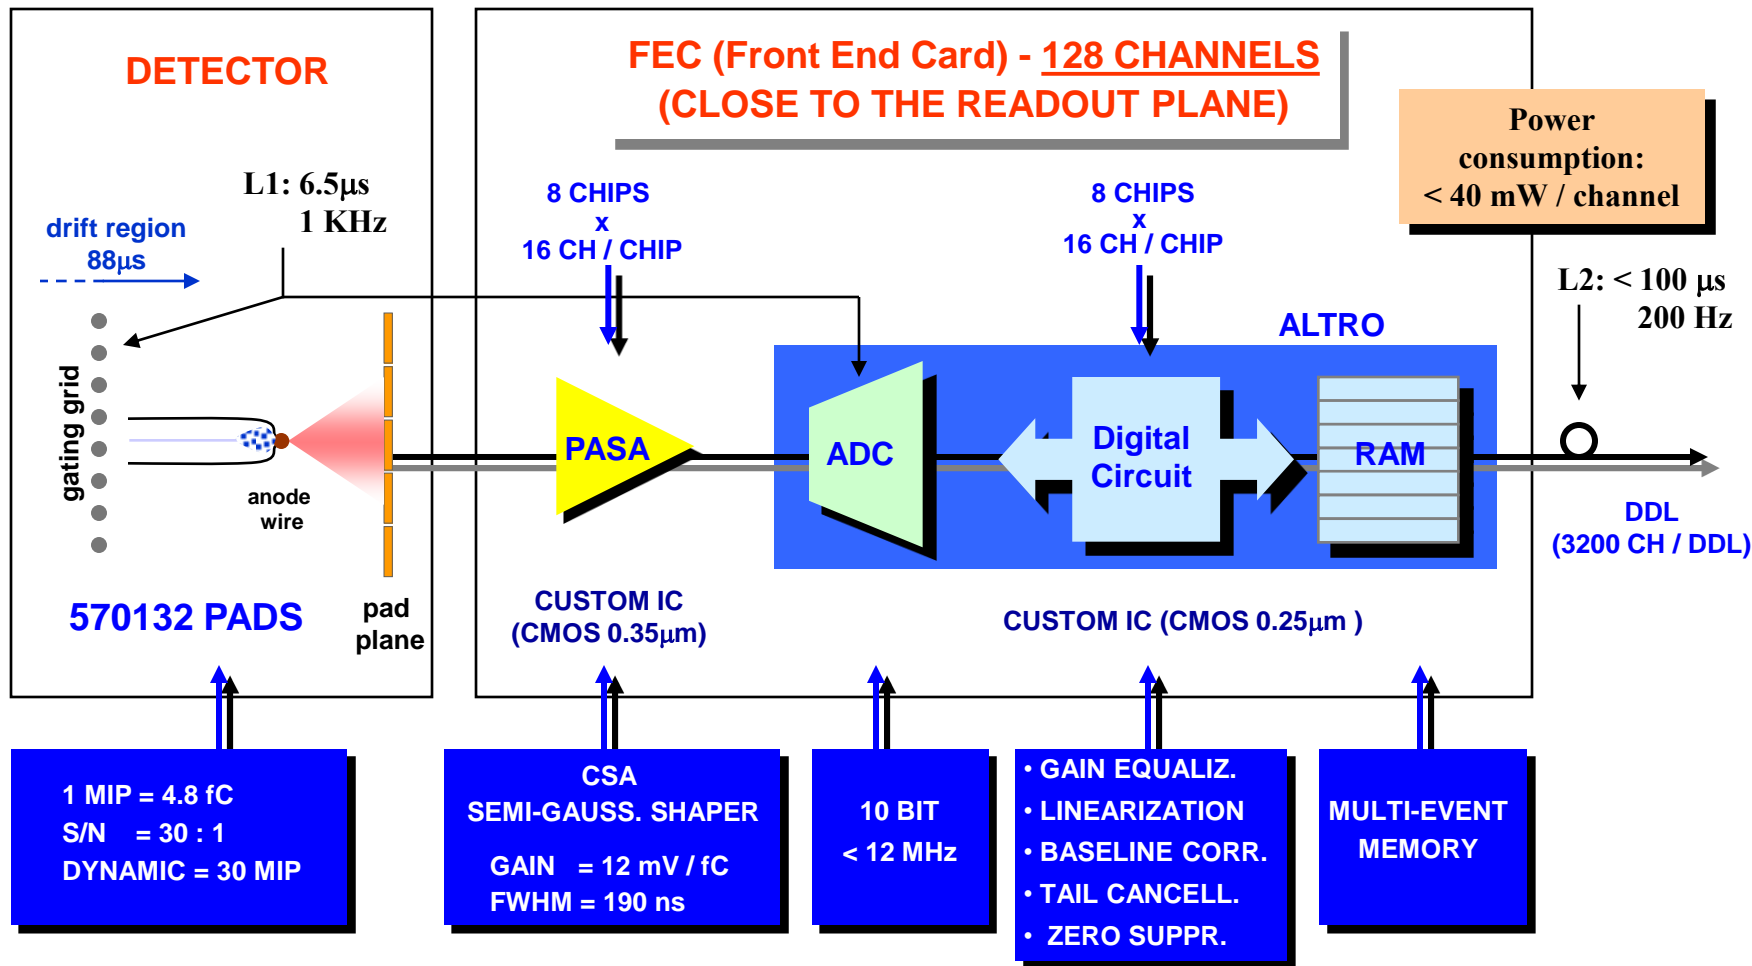 DETECTOR
FEC (Front End Card) - 128 CHANNELS
(CLOSE TO THE READOUT PLANE)
Power
consumption:
< 40 mW / channel
L1: 6.5μs
1 KHz
drift region
88μs
8 CHIPS
x
16 CH / CHIP
8 CHIPS
x
16 CH / CHIP
L2: < 100 μs
200 Hz
ALTRO
gating grid
anode
wire
PASA
ADC
Digital
Circuit
RAM
DDL
(3200 CH / DDL)
570132 PADS
pad
plane
CUSTOM IC
(CMOS 0.35μm)
CUSTOM IC (CMOS 0.25μm )
1 MIP = 4.8 fC
S/N = 30 : 1
DYNAMIC = 30 MIP
CSA
SEMI-GAUSS. SHAPER
GAIN = 12 mV / fC
FWHM = 190 ns
10 BIT
< 12 MHz
• GAIN EQUALIZ.
• LINEARIZATION
• BASELINE CORR.
• TAIL CANCELL.
• ZERO SUPPR.
MULTI-EVENT
MEMORY